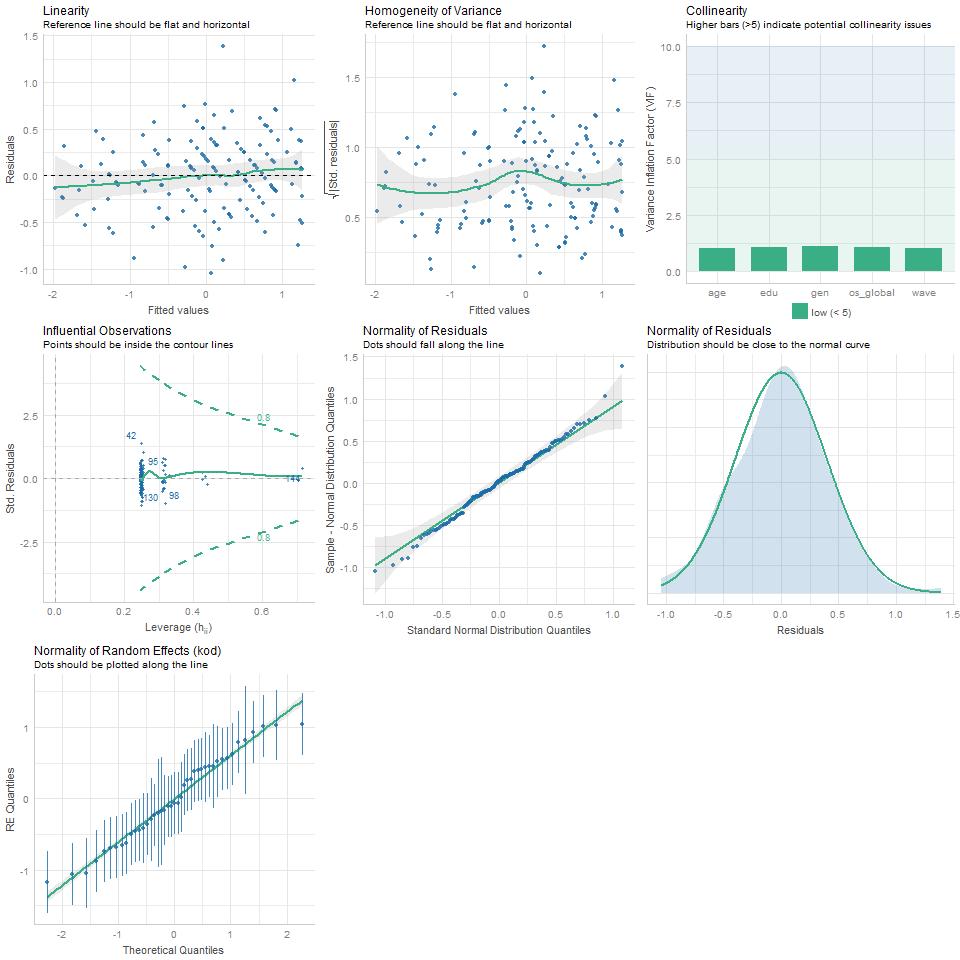 Linearity
Reference line should be flat and horizontal
1.5
1.0
0.5
0.0
-0.5
-1.0
Residuals
-2
-1
0
1
Fitted values
Homogeneity of Variance
Reference line should be flat and horizontal
1.5
1.0
0.5
√|Std. residuals|
-2
-1
0
1
Fitted values
Collinearity
Higher bars (>5) indicate potential collinearity issues
10.0
7.5
5.0
2.5
0.0
Variance Inflation Factor (VIF)
age
edu
gen
os_global
wave
low (< 5)
Influential Observations
Points should be inside the contour lines
2.5
0.0
-2.5
Std. Residuals
0.8
0.8
42
95
130
98
0.0
0.2
0.4
0.6
Leverage (hii)
Normality of Residuals
Dots should fall along the line
1.5
1.0
0.5
0.0
-0.5
-1.0
Sample - Normal Distribution Quantiles
-1.0
-0.5
0.0
0.5
1.0
Standard Normal Distribution Quantiles
Normality of Residuals
Distribution should be close to the normal curve
-1.0
-0.5
0.0
0.5
1.0
1.5
Residuals
Normality of Random Effects (kod)
Dots should be plotted along the line
1
0
-1
RE Quantiles
-2
-1
0
1
2
Theoretical Quantiles